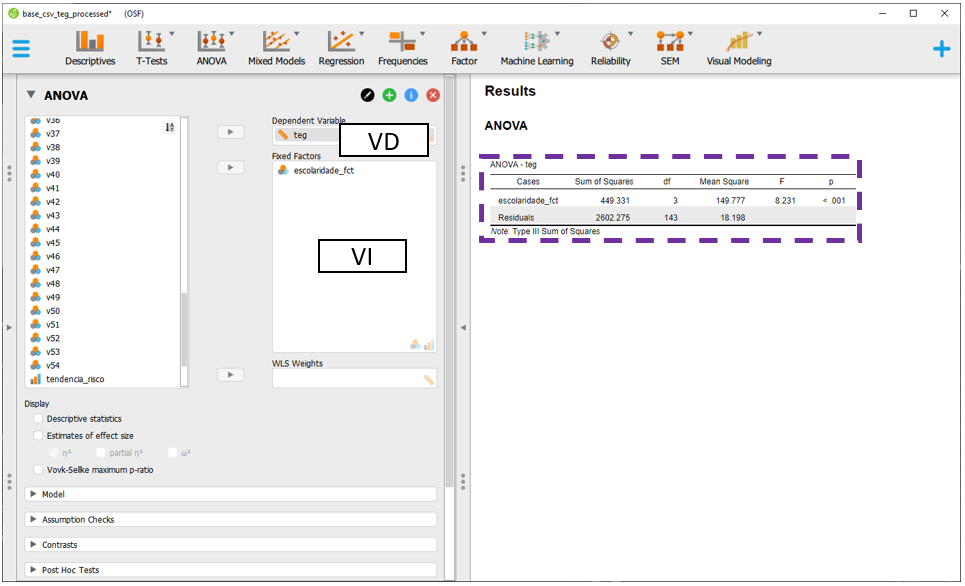 base_csv_teg_processed* (OSF)
Descriptives T-Tests ANOVA Mixed Models Regression Frequencies Factor Machine Learning Reliability SEM Visual Modeling
ANOVA
v36
v37
v38
v39
v40
v41
v42
v43
v44
v45
v46
v47
v48
v49
v50
v51
v52
v53
v54
tendencia_risco
Dependent Variable
teg
VD
Fixed Factors
escolaridade_fct
VI
WLS Weights
Display
Descriptive statistics
Estimates of effect size
η² partial η² ω²
Vovk-Sellke maximum p-ratio
Model
Assumption Checks
Contrasts
Post Hoc Tests
Results
ANOVA
ANOVA - teg
Cases Sum of Squares df Mean Square F p
escolaridade_fct 449.331 3 149.777 8.231 < .001
Residuals 2602.275 143 18.198
Note. Type III Sum of Squares